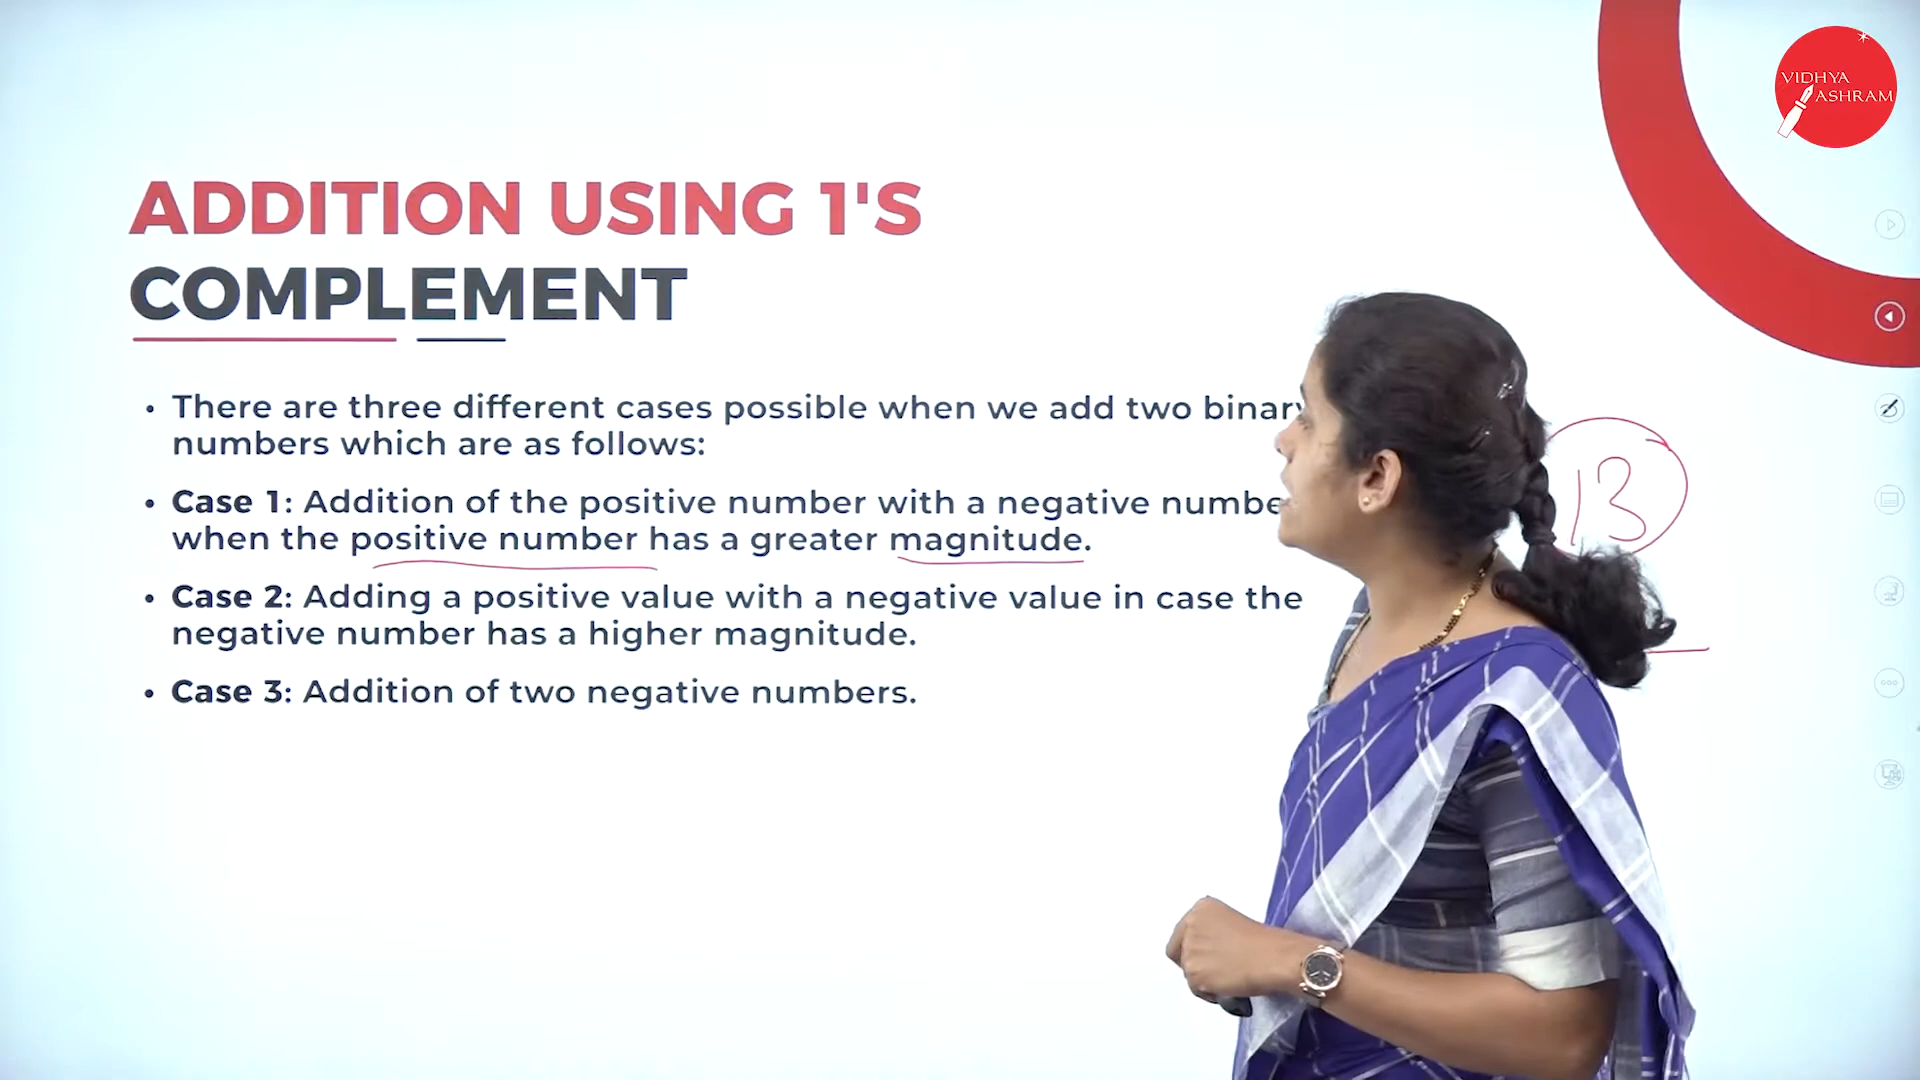 VIDHYA
ASHRAM
ADDITION USING 1'S
COMPLEMENT
• There are three different cases possible when we add two binary
numbers which are as follows:
• Case 1: Addition of the positive number with a negative numbe
when the positive number has a greater magnitude.
• Case 2: Adding a positive value with a negative value in case the
negative number has a higher magnitude.
• Case 3: Addition of two negative numbers.
13